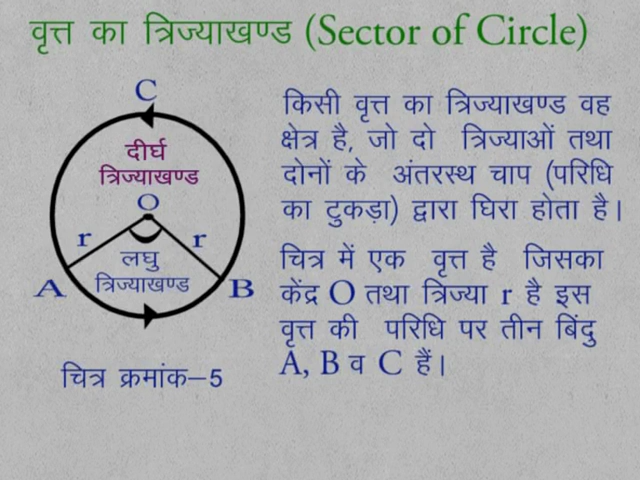 वृत्त का त्रिज्याखण्ड (Sector of Circle)
C
दीर्घ
त्रिज्याखण्ड
O
r
r
लघु
त्रिज्याखण्ड
A
B
चित्र क्रमांक–5
किसी वृत्त का त्रिज्याखण्ड वह
क्षेत्र है, जो दो त्रिज्याओं तथा
दोनों के अंतरस्थ चाप (परिधि
का टुकड़ा) द्वारा घिरा होता है।
चित्र में एक वृत्त है जिसका
केंद्र O तथा त्रिज्या r है इस
वृत्त की परिधि पर तीन बिंदु
A, B व C हैं।